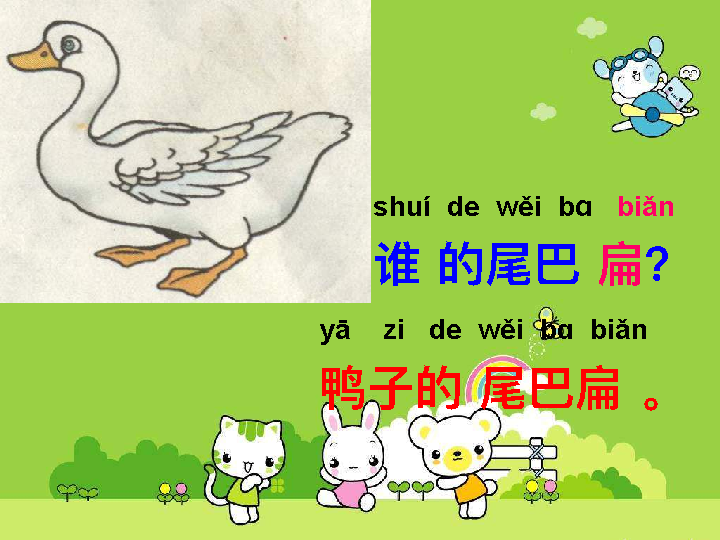 shuí de wěi bɑ biǎn
谁 的尾巴 扁?
yā zi de wěi bɑ biǎn
鸭子的 尾巴扁 。